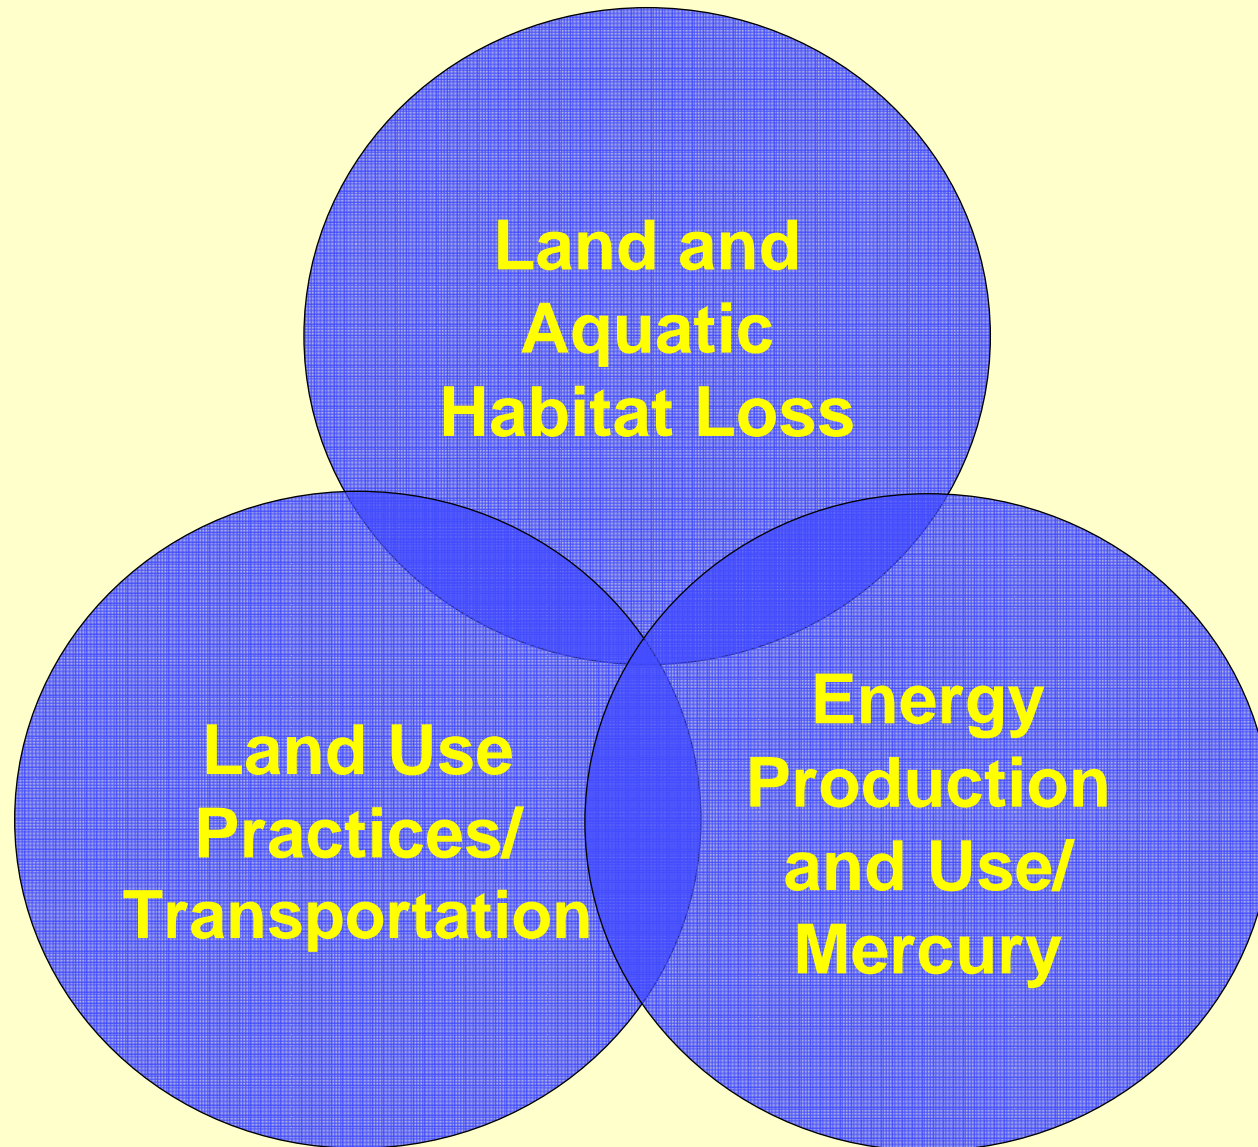 Land and
Aquatic
Habitat Loss
Land Use
Practices/
Transportation
Energy
Production
and Use/
Mercury